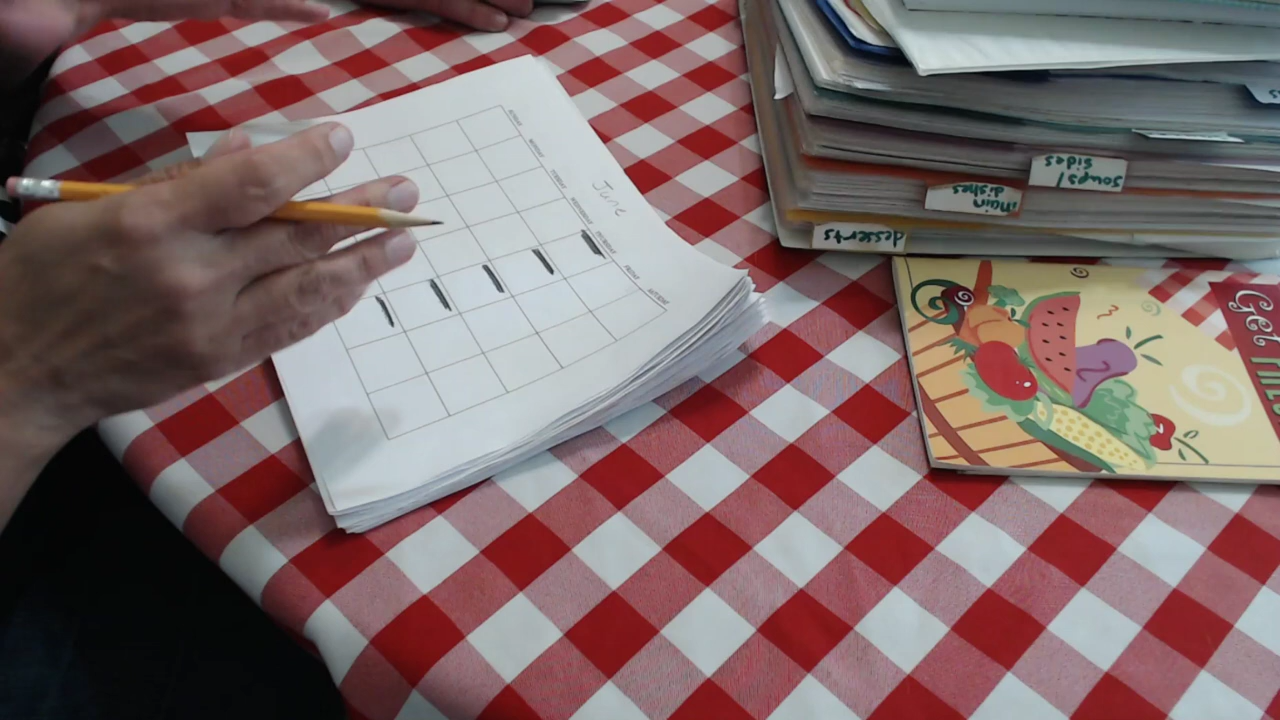 June
SUNDAY
MONDAY
TUESDAY
WEDNESDAY
THURSDAY
FRIDAY
SATURDAY
soups/
sides
main
dishes
desserts
GET